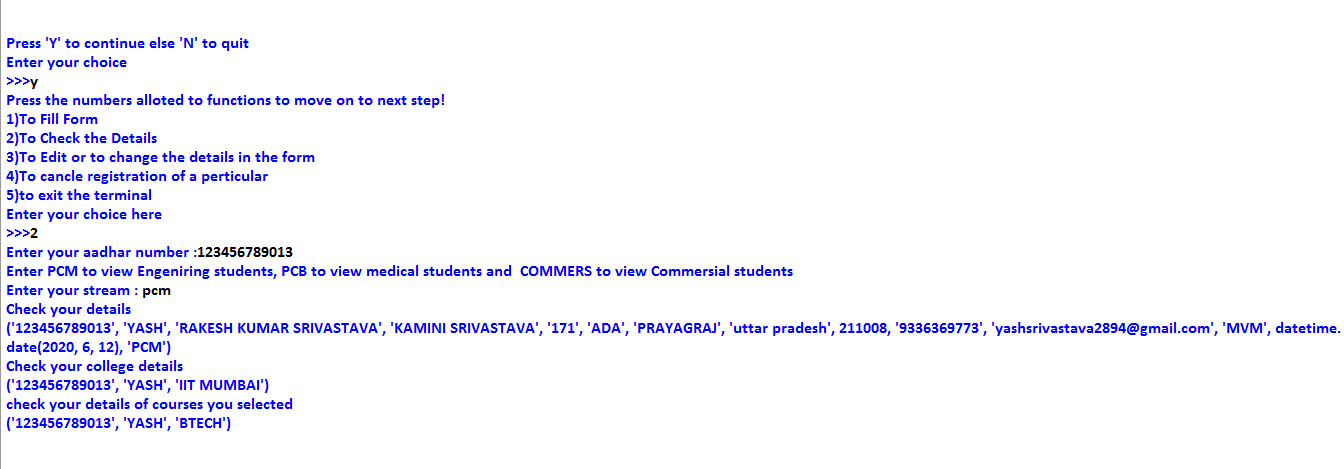 Press 'Y' to continue else 'N' to quit
Enter your choice
>>>y
Press the numbers alloted to functions to move on to next step!
1)To Fill Form
2)To Check the Details
3)To Edit or to change the details in the form
4)To cancle registration of a perticular
5)to exit the terminal
Enter your choice here
>>>2
Enter your aadhar number :123456789013
Enter PCM to view Engeniring students, PCB to view medical students and  COMMERS to view Commersial students
Enter your stream : pcm
Check your details
('123456789013', 'YASH', 'RAKESH KUMAR SRIVASTAVA', 'KAMINI SRIVASTAVA', '171', 'ADA', 'PRAYAGRAJ', 'uttar pradesh', 211008, '9336369773', 'yashsrivastava2894@gmail.com', 'MVM', datetime.
date(2020, 6, 12), 'PCM')
Check your college details
('123456789013', 'YASH', 'IIT MUMBAI')
check your details of courses you selected
('123456789013', 'YASH', 'BTECH')